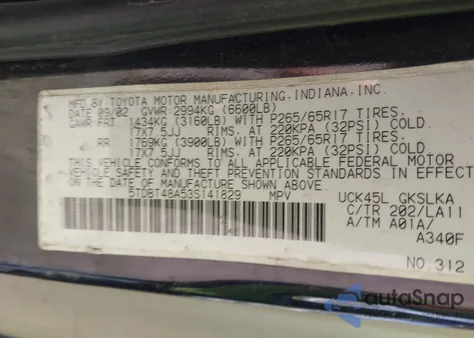 MFD BY TOYOTA MOTOR MANUFACTURING.INDIANA.INC.
DATE 09/02 GVWR 2994KG (6600LB)
GAWR FRT. 1434KG (3160LB) WITH P265/65R17 TIRES.
17X7.5JJ RIMS. AT 220KPA (32PSI) COLD.
RR. 1769KG (3900LB) WITH P265/65R17 TIRES.
17X7.5JJ RIMS. AT 220KPA (32PSI) COLD.
THIS VEHICLE CONFORMS TO ALL APPLICABLE FEDERAL MOTOR
VEHICLE SAFETY AND THEFT PREVENTION STANDARDS IN EFFECT
ON THE DATE OF MANUFACTURE SHOWN ABOVE.
5TDBT48A53S141029 MPV
UCK45L GKSLKA
C/TR 202/LA11
A/TM A01A/
A340F
NO.312
autoSnap